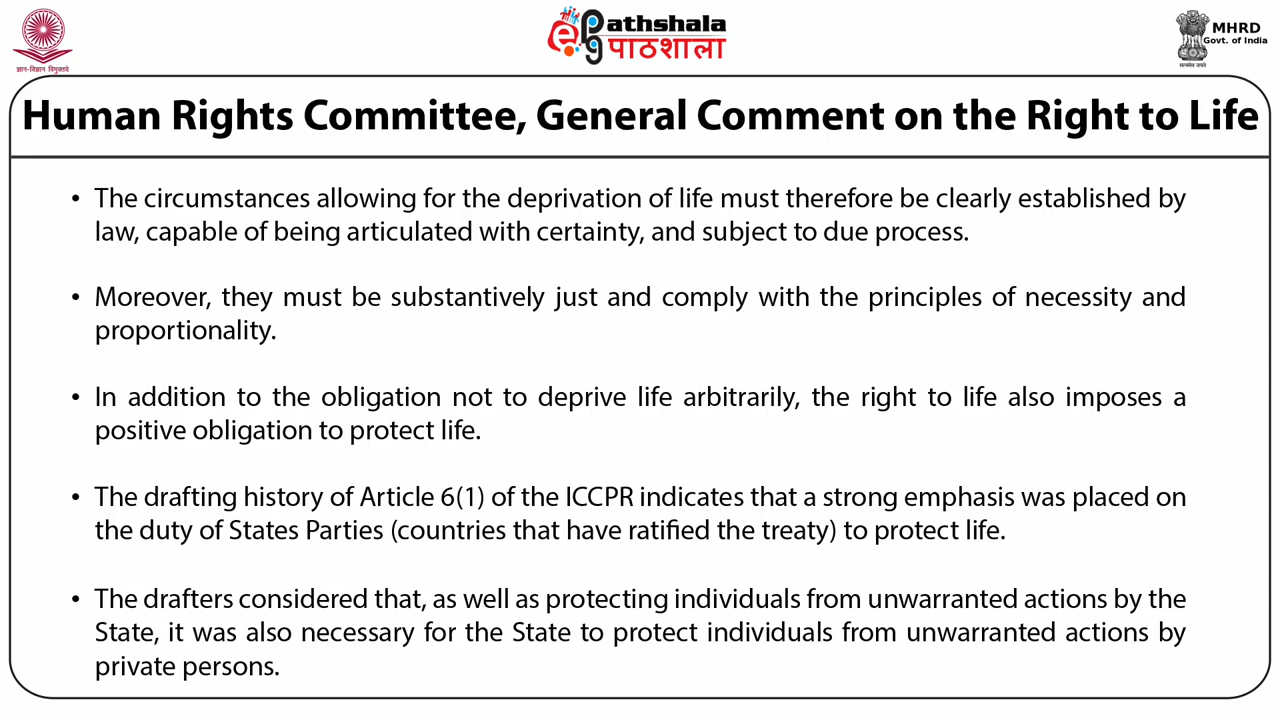 ज्ञान-विज्ञान विमुक्तये
ePathshala
पाठशाला
MHRD
Govt. of India
सत्यमेव जयते
Human Rights Committee, General Comment on the Right to Life
• The circumstances allowing for the deprivation of life must therefore be clearly established by
law, capable of being articulated with certainty, and subject to due process.
• Moreover, they must be substantively just and comply with the principles of necessity and
proportionality.
• In addition to the obligation not to deprive life arbitrarily, the right to life also imposes a
positive obligation to protect life.
• The drafting history of Article 6(1) of the ICCPR indicates that a strong emphasis was placed on
the duty of States Parties (countries that have ratified the treaty) to protect life.
• The drafters considered that, as well as protecting individuals from unwarranted actions by the
State, it was also necessary for the State to protect individuals from unwarranted actions by
private persons.